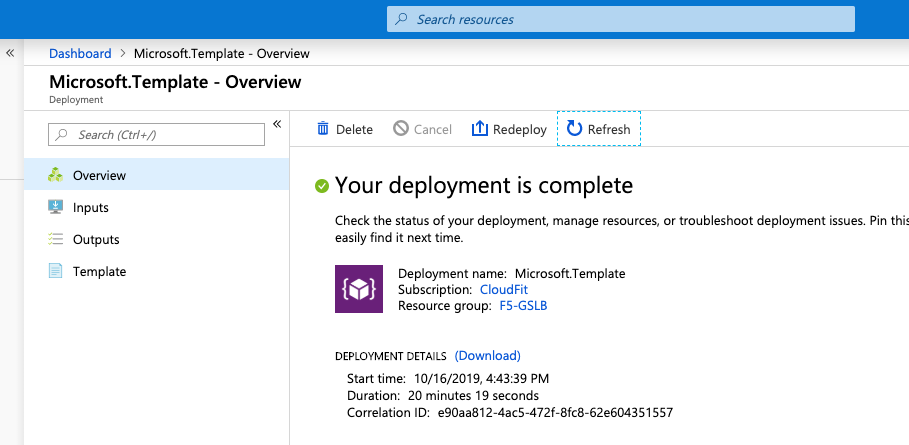 Search resources
«
Dashboard > Microsoft.Template - Overview
Microsoft.Template - Overview
Deployment
Search (Ctrl+/)
«
Overview
Inputs
Outputs
Template
Delete Cancel Redeploy Refresh
Your deployment is complete
Check the status of your deployment, manage resources, or troubleshoot deployment issues. Pin this
easily find it next time.
Deployment name: Microsoft.Template
Subscription: CloudFit
Resource group: F5-GSLB
DEPLOYMENT DETAILS (Download)
Start time: 10/16/2019, 4:43:39 PM
Duration: 20 minutes 19 seconds
Correlation ID: e90aa812-4ac5-472f-8fc8-62e604351557